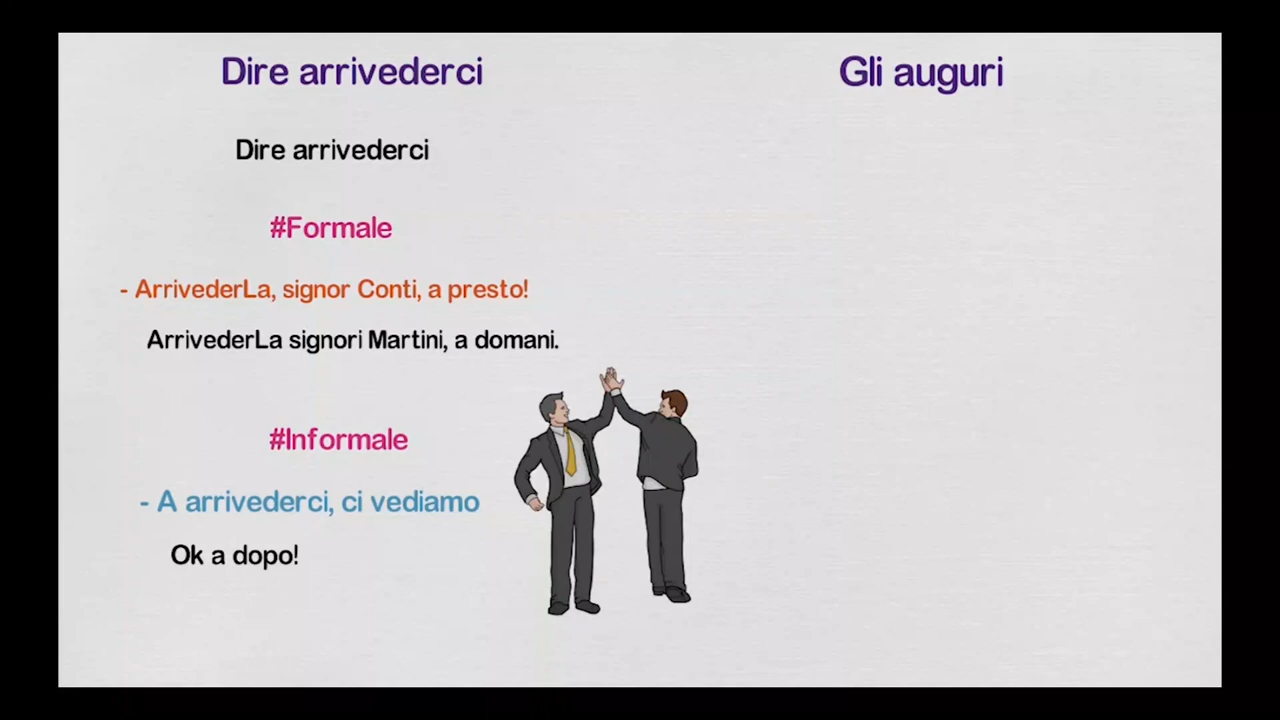 Dire arrivederci
Gli auguri
Dire arrivederci
#Formale
- ArrivederLa, signor Conti, a presto!
ArrivederLa signori Martini, a domani.
#Informale
- A arrivederci, ci vediamo
Ok a dopo!